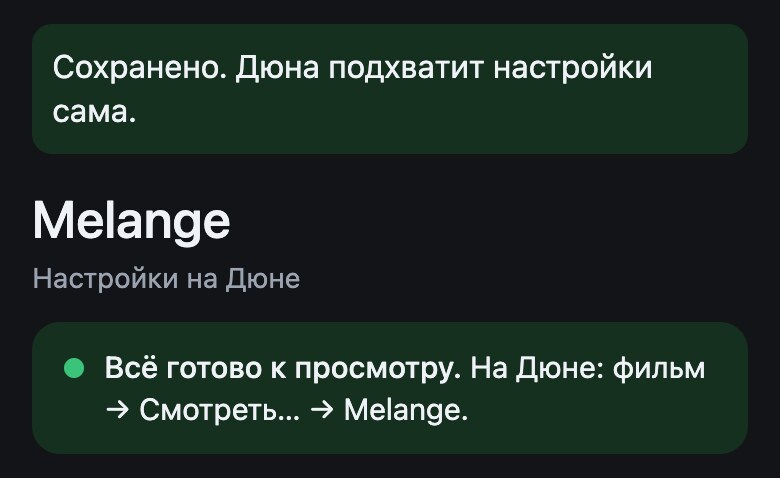 Сохранено. Дюна подхватит настройки
сама.
Melange
Настройки на Дюне
Всё готово к просмотру. На Дюне: фильм
→ Смотреть... → Melange.